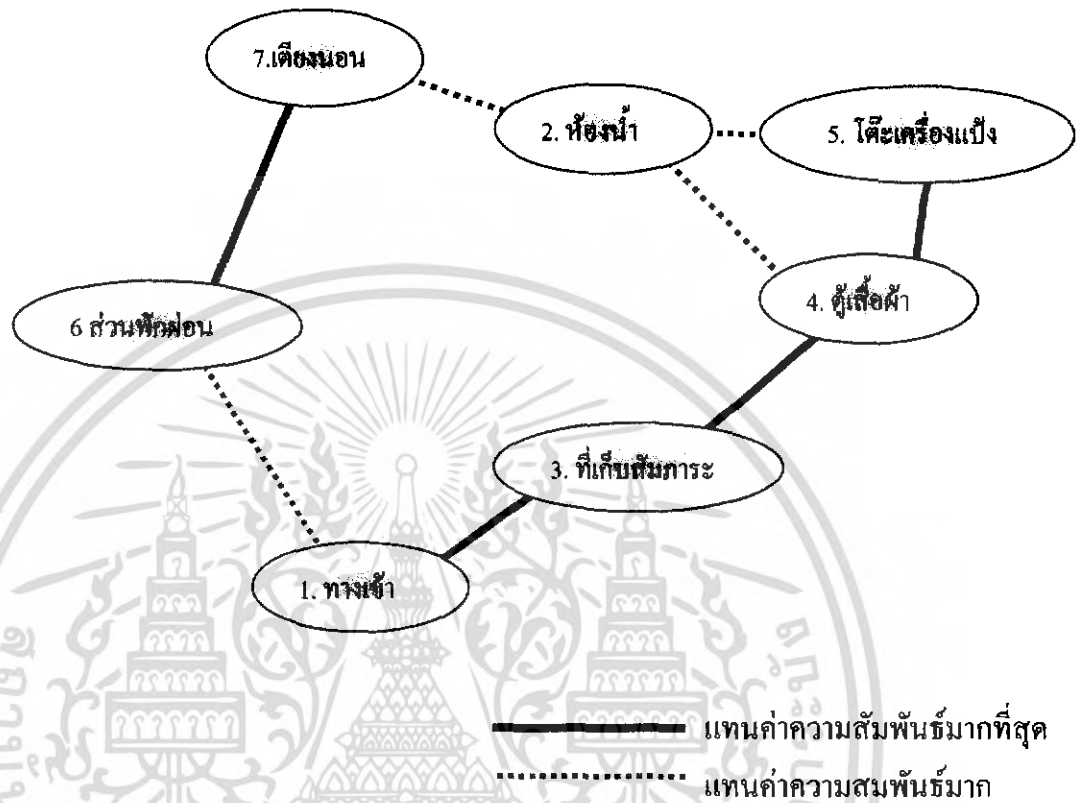 7.เตียงนอน
2. ห้องน้ำ
5. โต๊ะเครื่องแป้ง
4. ตู้เสื้อผ้า
6 ส่วนพักผ่อน
3. ที่เก็บสัมภาระ
1. ทางเข้า
แทนค่าความสัมพันธ์มากที่สุด
แทนค่าความสมพันธ์มาก